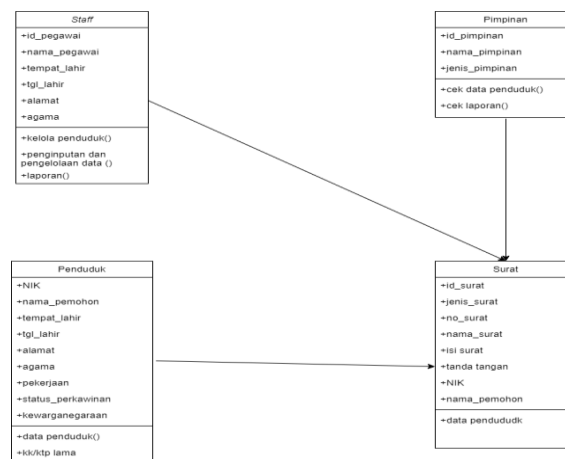 Staff
+id_pegawai
+nama_pegawai
+tempat_lahir
+tgl_lahir
+alamat
+agama
+kelola penduduk()
+penginputan dan
pengelolaan data ()
+laporan()
Pimpinan
+id_pimpinan
+nama_pimpinan
+jenis_pimpinan
+cek data penduduk()
+cek laporan()
Penduduk
+NIK
+nama_pemohon
+tempat_lahir
+tgl_lahir
+alamat
+agama
+pekerjaan
+status_perkawinan
+kewarganegaraan
+data penduduk()
+kk/ktp lama
Surat
+id_surat
+jenis_surat
+no_surat
+nama_surat
+isi surat
+tanda tangan
+NIK
+nama_pemohon
+data pendududk